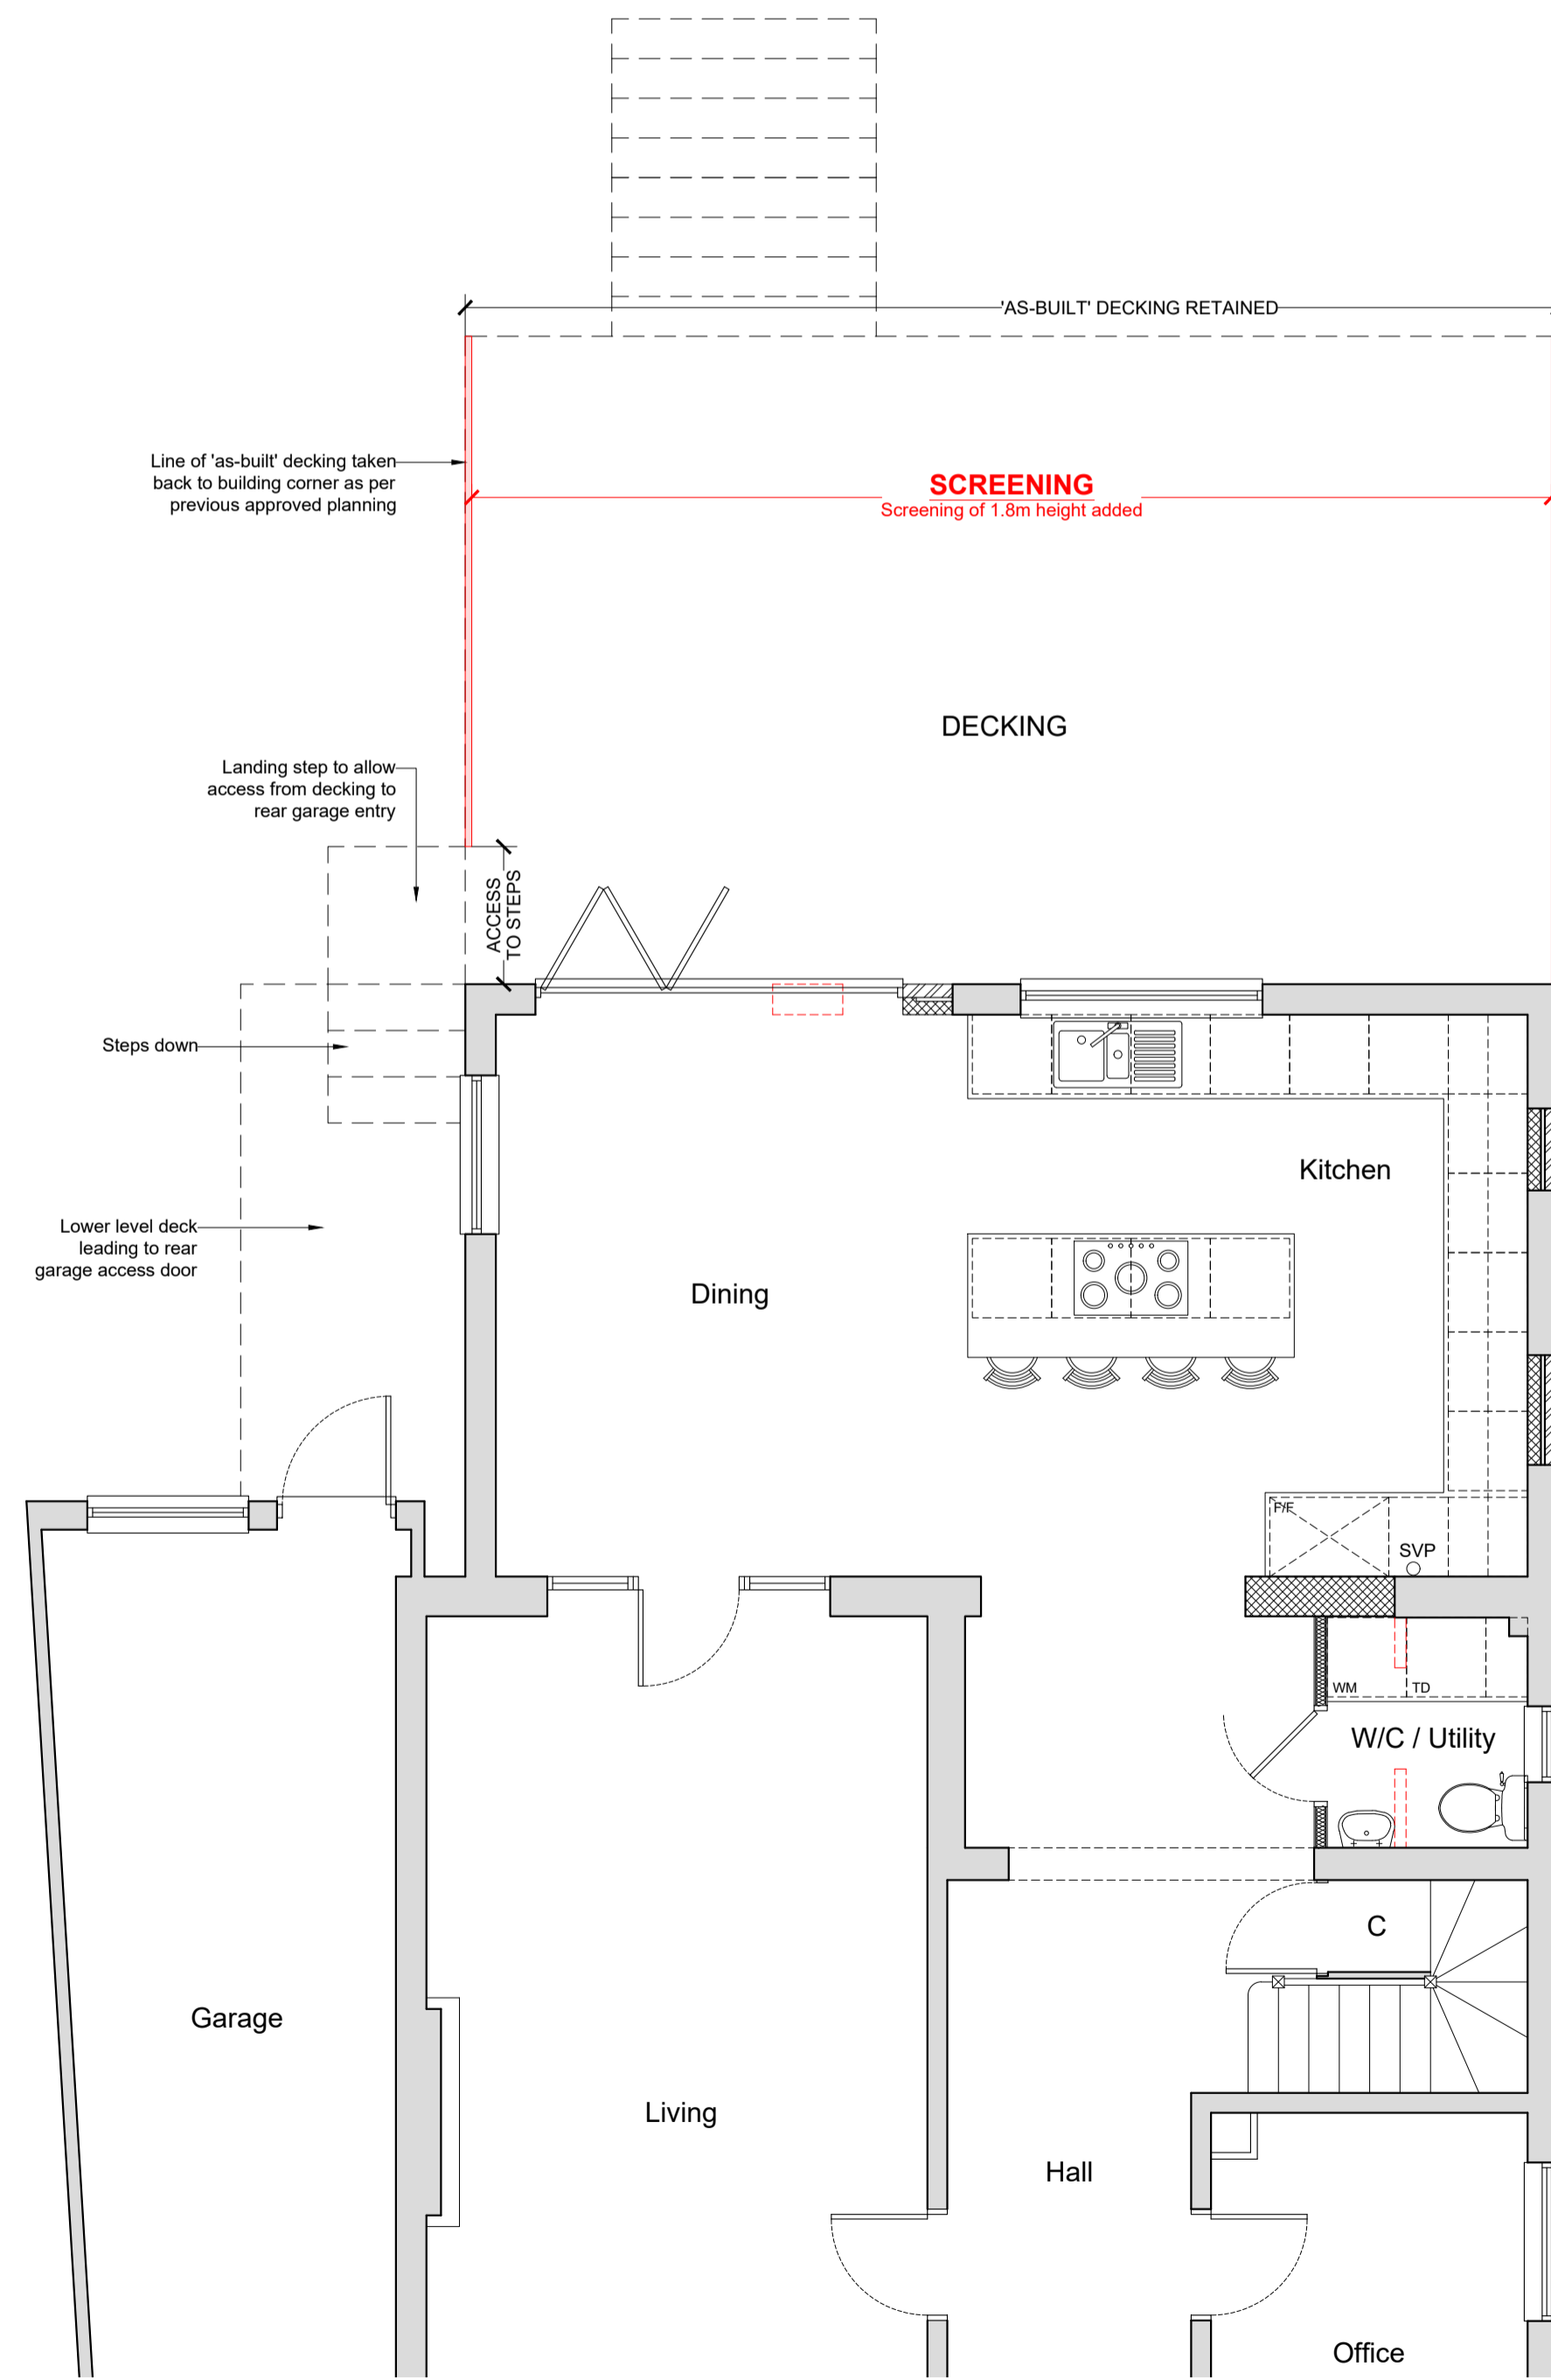 'AS-BUILT' DECKING RETAINED
Line of 'as-built' decking taken
back to building corner as per
previous approved planning
SCREENING
Screening of 1.8m height added
DECKING
Landing step to allow
access from decking to
rear garage entry
ACCESS
TO STEPS
Steps down
Kitchen
Lower level deck
leading to rear
garage access door
Dining
F/F
SVP
WM
TD
W/C / Utility
C
Garage
Living
Hall
Office